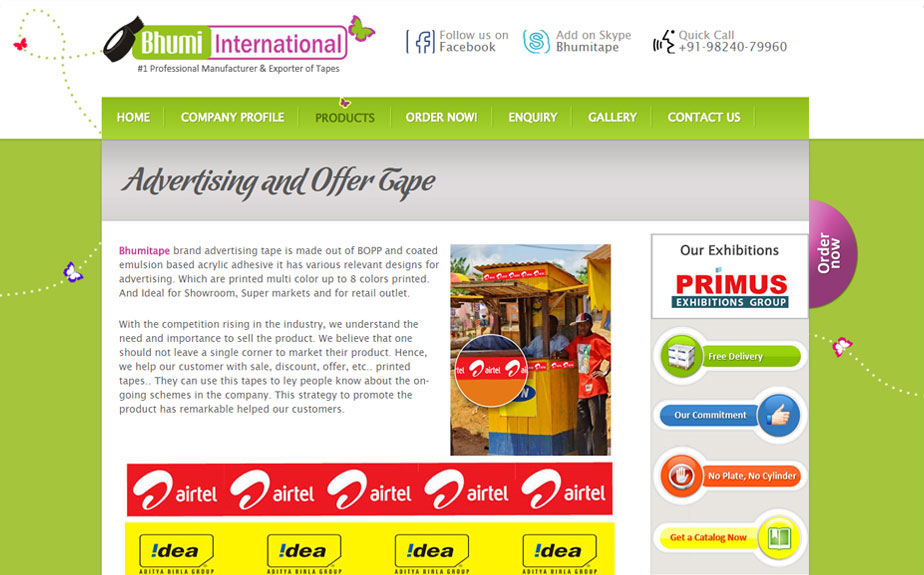 Bhumi International
#1 Professional Manufacturer & Exporter of Tapes
Follow us on
Facebook
Add on Skype
Bhumitape
Quick Call
+91-98240-79960
HOME COMPANY PROFILE PRODUCTS ORDER NOW! ENQUIRY GALLERY CONTACT US
Advertising and Offer Tape
Order
now
Bhumitape brand advertising tape is made out of BOPP and coated
emulsion based acrylic adhesive it has various relevant designs for
advertising. Which are printed multi color up to 8 colors printed.
And Ideal for Showroom, Super markets and for retail outlet.
With the competition rising in the industry, we understand the
need and importance to sell the product. We believe that one
should not leave a single corner to market their product. Hence,
we help our customer with sale, discount, offer, etc.. printed
tapes.. They can use this tapes to ley people know about the on-
going schemes in the company. This strategy to promote the
product has remarkable helped our customers.
tel airtel ai
airtel airtel airtel airtel airtel
!dea !dea !dea !dea
ADITYA BIRLA GROUP ADITYA BIRLA GROUP ADITYA BIRLA GROUP ADITYA BIRLA GROUP
Our Exhibitions
PRIMUS
EXHIBITIONS GROUP
Free Delivery
Our Commitment
No Plate, No Cylinder
Get a Catalog Now